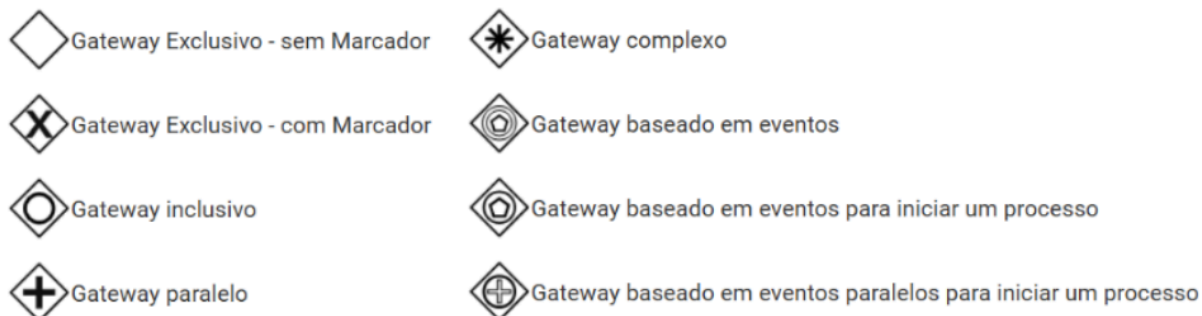 Gateway Exclusivo - sem Marcador
Gateway Exclusivo - com Marcador
Gateway inclusivo
Gateway paralelo
Gateway complexo
Gateway baseado em eventos
Gateway baseado em eventos para iniciar um processo
Gateway baseado em eventos paralelos para iniciar um processo